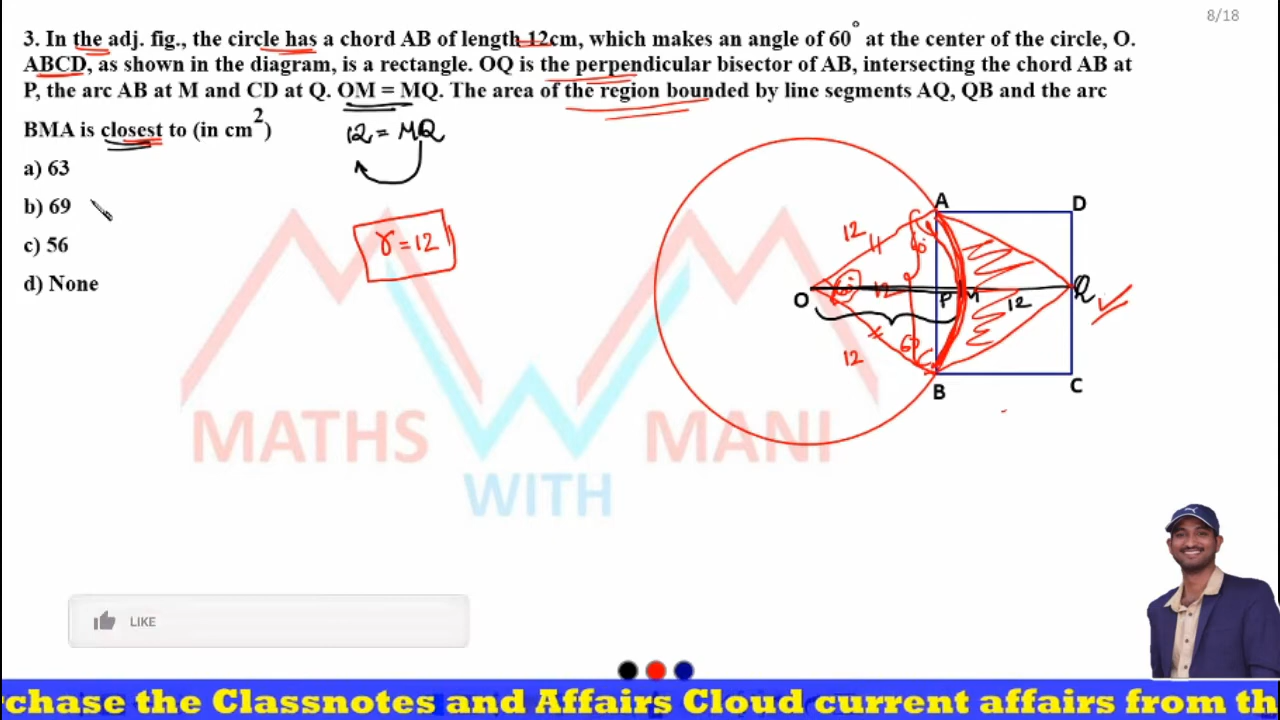 8/18
3. In the adj. fig., the circle has a chord AB of length 12cm, which makes an angle of 60° at the center of the circle, O.
ABCD, as shown in the diagram, is a rectangle. OQ is the perpendicular bisector of AB, intersecting the chord AB at
P, the arc AB at M and CD at Q. OM = MQ. The area of the region bounded by line segments AQ, QB and the arc
BMA is closest to (in cm²)
12 = MQ
a) 63
b) 69
c) 56
d) None
r = 12
A
D
12
60
12
O
P
M
12
Q
60
12
B
C
MATHS
WITH
MANI
LIKE
chase the Classnotes and Affairs Cloud current affairs from th